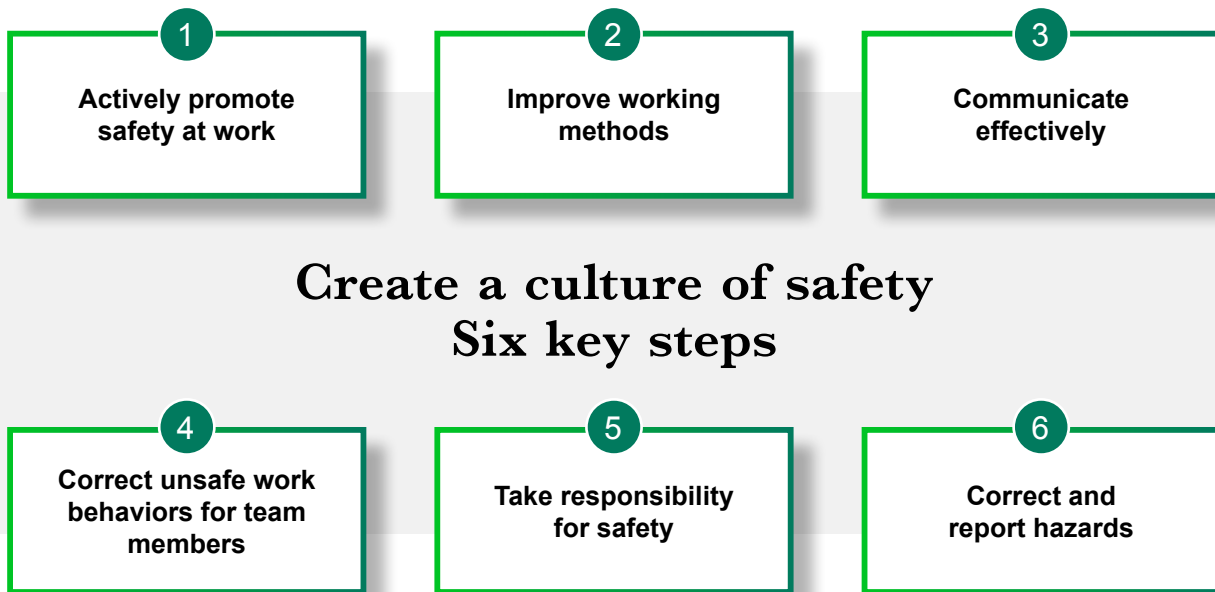 1
Actively promote
safety at work
2
Improve working
methods
3
Communicate
effectively
Create a culture of safety
Six key steps
4
Correct unsafe work
behaviors for team
members
5
Take responsibility
for safety
6
Correct and
report hazards